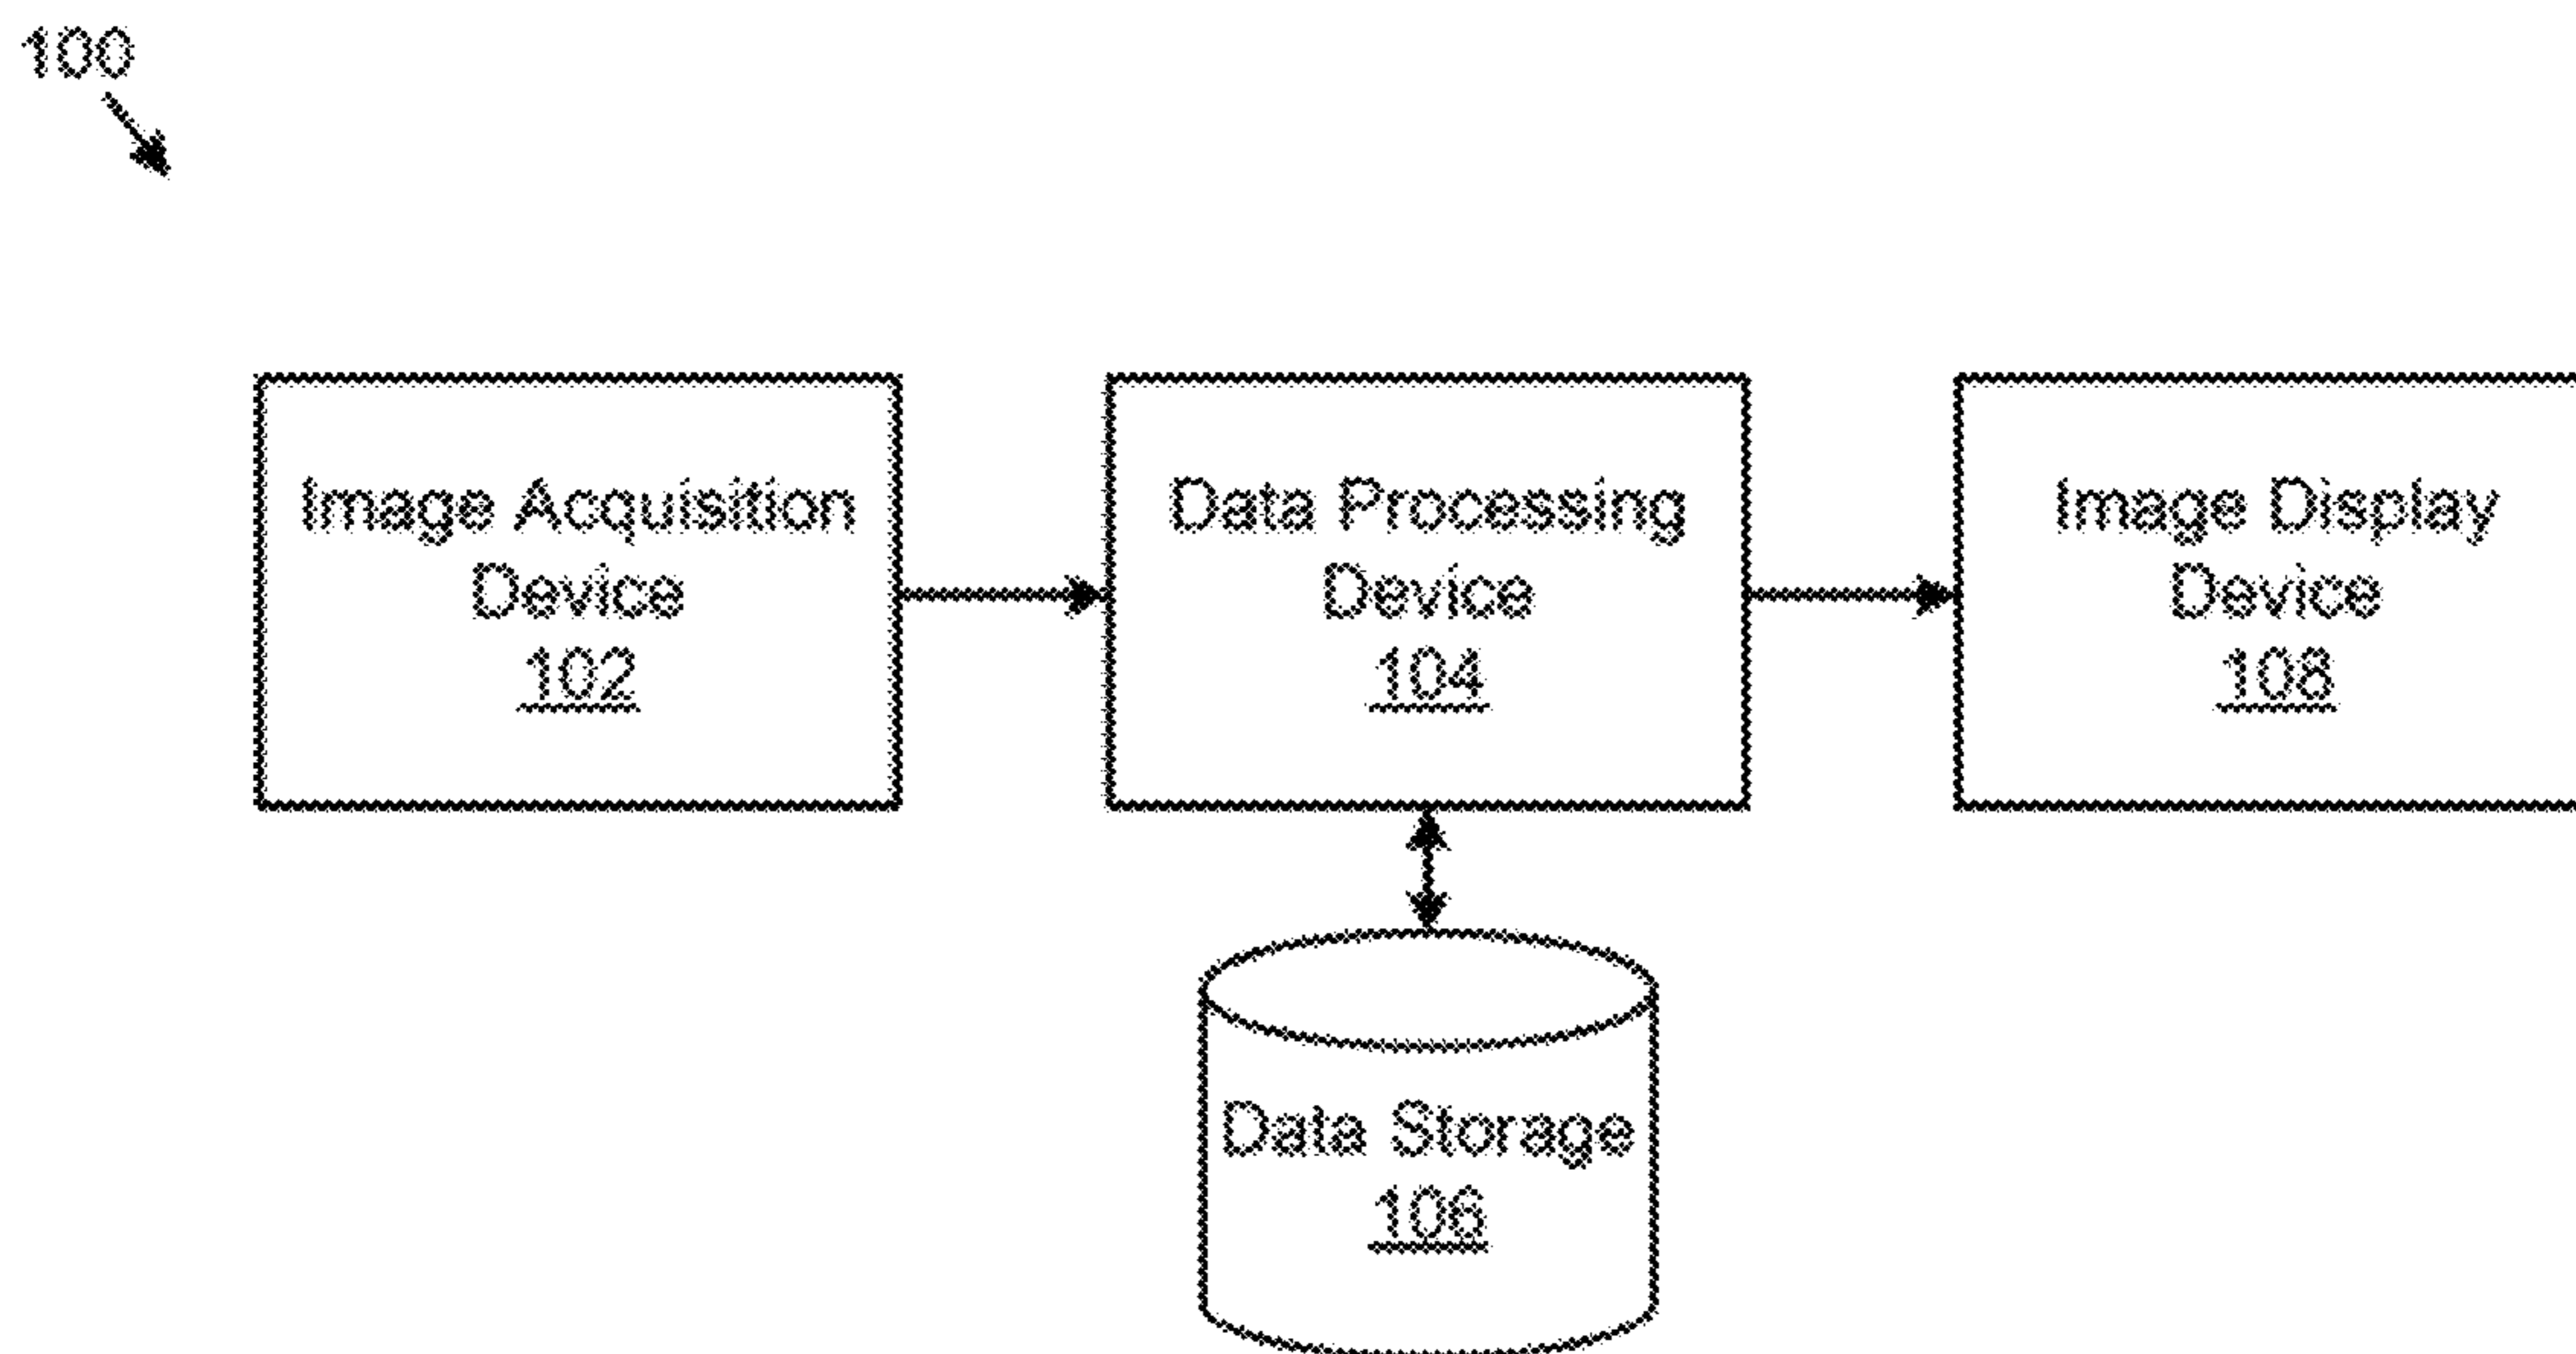 100
Image Acquisition
Device
102
Data Processing
Device
104
Image Display
Device
108
Data Storage
106